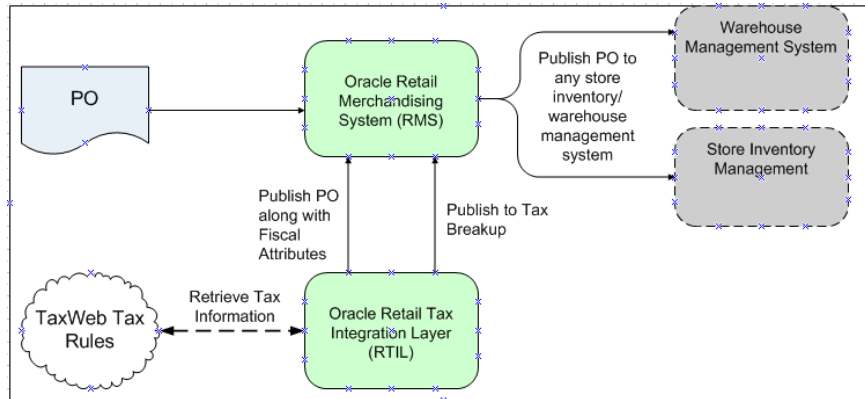 PO
Oracle Retail
Merchandising
System (RMS)
Publish PO to
any store
inventory/
warehouse
management
system
Warehouse
Management System
Store Inventory
Management
Publish PO
along with
Fiscal
Attributes
Publish to Tax
Breakup
TaxWeb Tax
Rules
Retrieve Tax
Information
Oracle Retail Tax
Integration Layer
(RTIL)